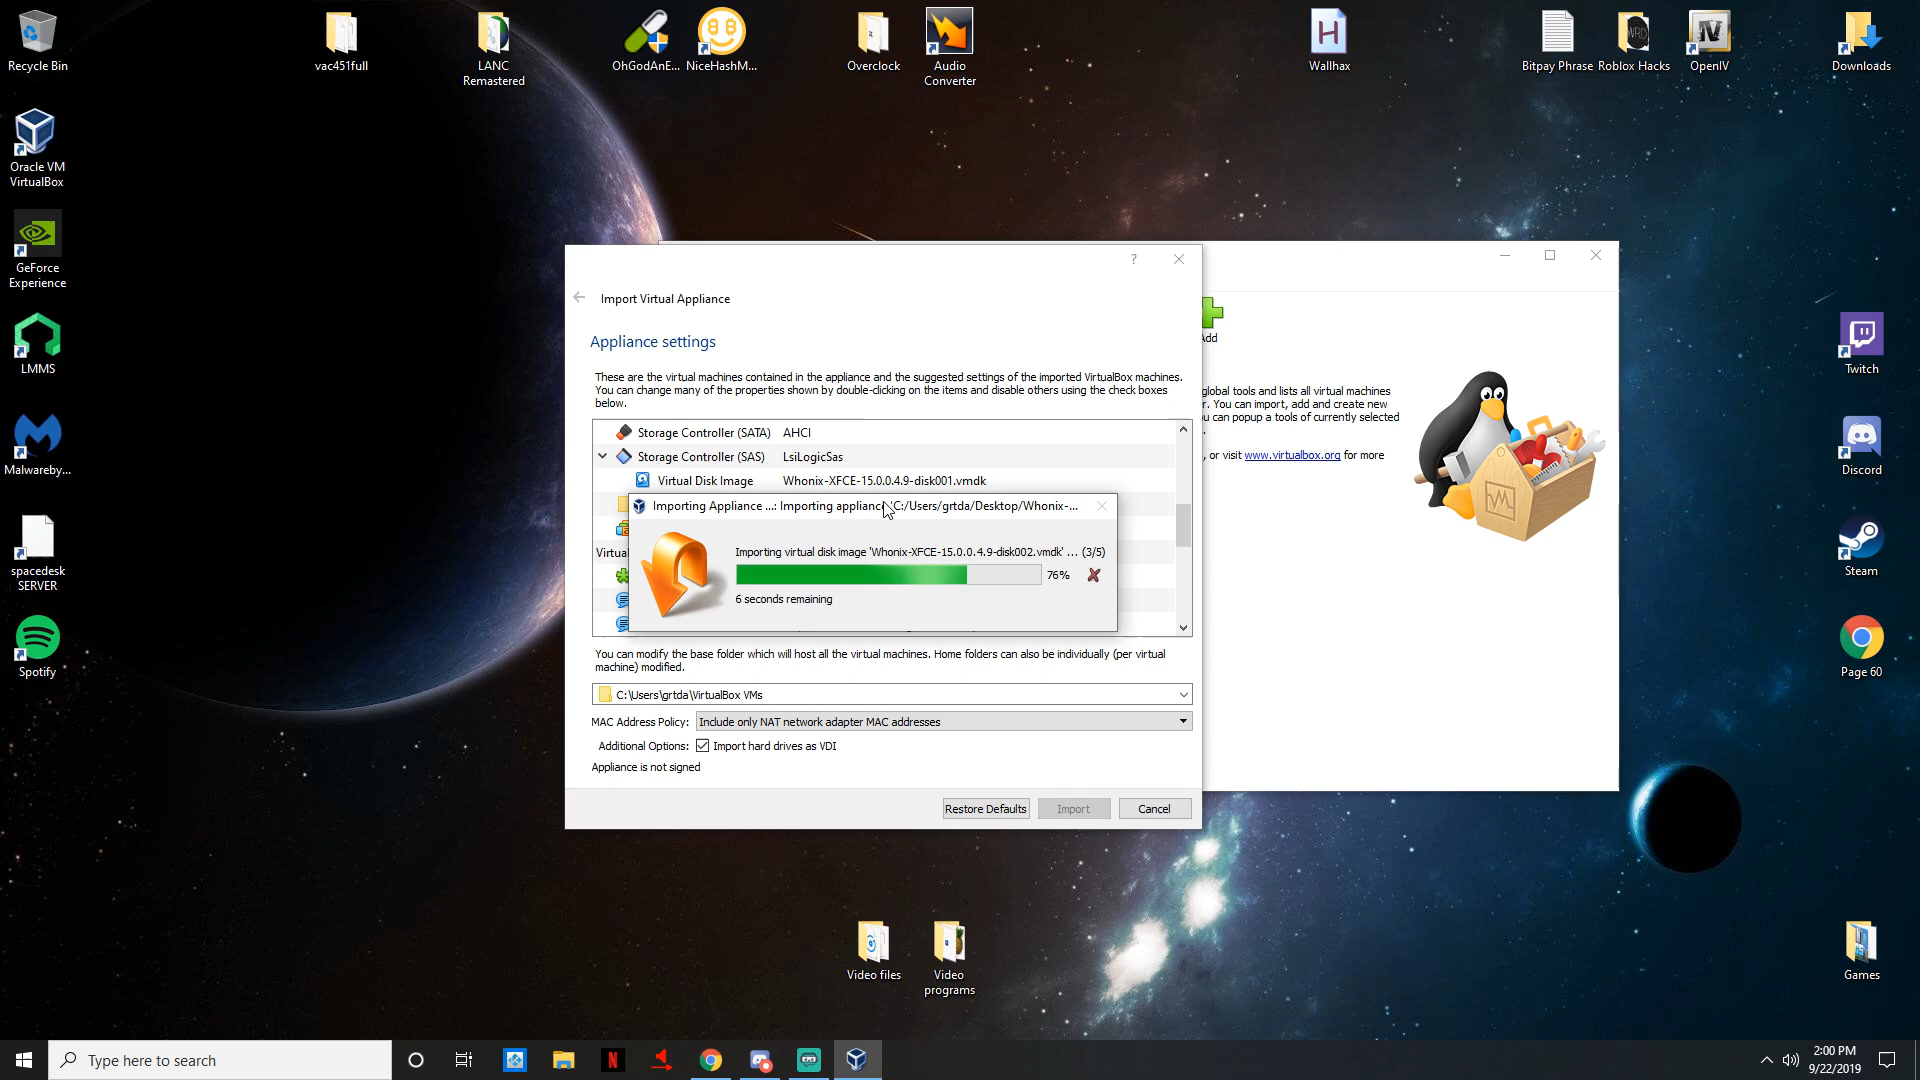 Recycle Bin
vac451full
LANC
Remastered
OhGodAnE...
NiceHashM...
Overclock
Audio
Converter
H
Wallhax
Bitpay Phrase
Roblox Hacks
OpenIV
Downloads
Oracle VM
VirtualBox
GeForce
Experience
LMMS
Malwareby...
spacedesk
SERVER
Spotify
Twitch
Discord
Steam
Page 60
Games
?
Import Virtual Appliance
Appliance settings
These are the virtual machines contained in the appliance and the suggested settings of the imported VirtualBox machines.
You can change many of the properties shown by double-clicking on the items and disable others using the check boxes
below.
Storage Controller (SATA) AHCI
Storage Controller (SAS) LsiLogicSas
Virtual Disk Image Whonix-XFCE-15.0.0.4.9-disk001.vmdk
Virtual
Importing Appliance ...: Importing appliance 'C:/Users/grtda/Desktop/Whonix-...
Importing virtual disk image 'Whonix-XFCE-15.0.0.4.9-disk002.vmdk' ... (3/5)
76%
6 seconds remaining
You can modify the base folder which will host all the virtual machines. Home folders can also be individually (per virtual
machine) modified.
C:\Users\grtda\VirtualBox VMs
MAC Address Policy: Include only NAT network adapter MAC addresses
Additional Options: Import hard drives as VDI
Appliance is not signed
Restore Defaults Import Cancel
Add
global tools and lists all virtual machines
r. You can import, add and create new
u can popup a tools of currently selected
.
, or visit www.virtualbox.org for more
Video files
Video
programs
Type here to search
N
2:00 PM
9/22/2019